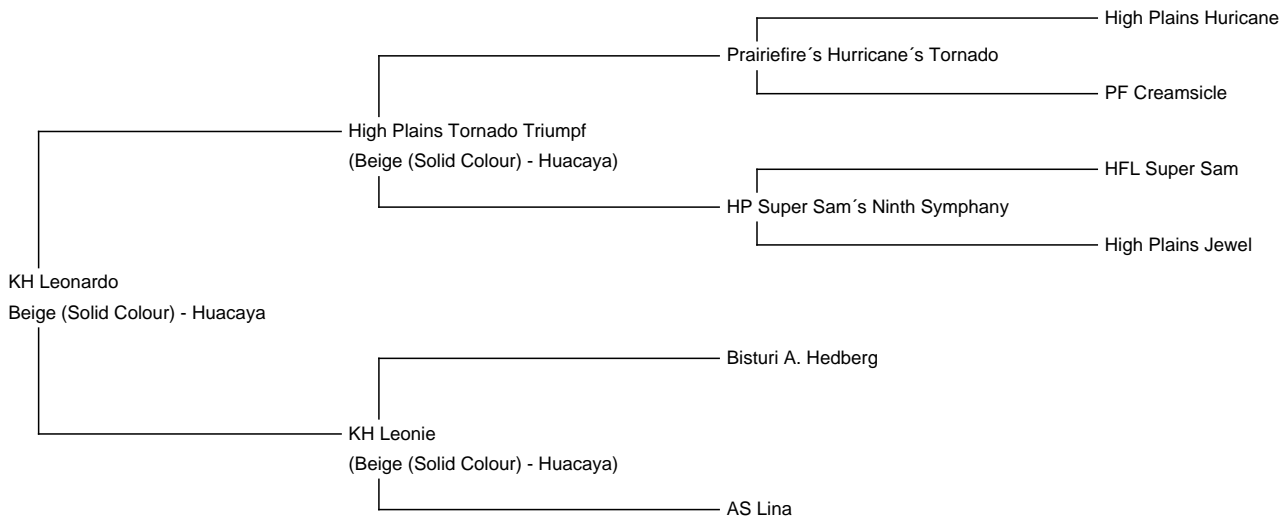 High Plains Huricane
Prairiefire´s Hurricane´s Tornado
PF Creamsicle
High Plains Tornado Triumpf
(Beige (Solid Colour) - Huacaya)
HFL Super Sam
HP Super Sam´s Ninth Symphany
High Plains Jewel
KH Leonardo
Beige (Solid Colour) - Huacaya
Bisturi A. Hedberg
KH Leonie
(Beige (Solid Colour) - Huacaya)
AS Lina